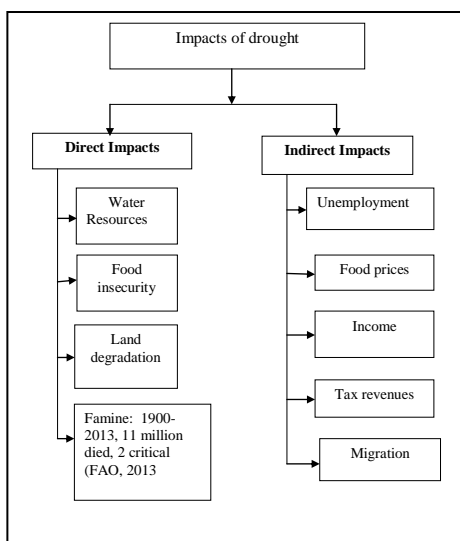 Impacts of drought
Direct Impacts
Water
Resources
Food
insecurity
Land
degradation
Famine: 1900-
2013, 11 million
died, 2 critical
(FAO, 2013
Indirect Impacts
Unemployment
Food prices
Income
Tax revenues
Migration